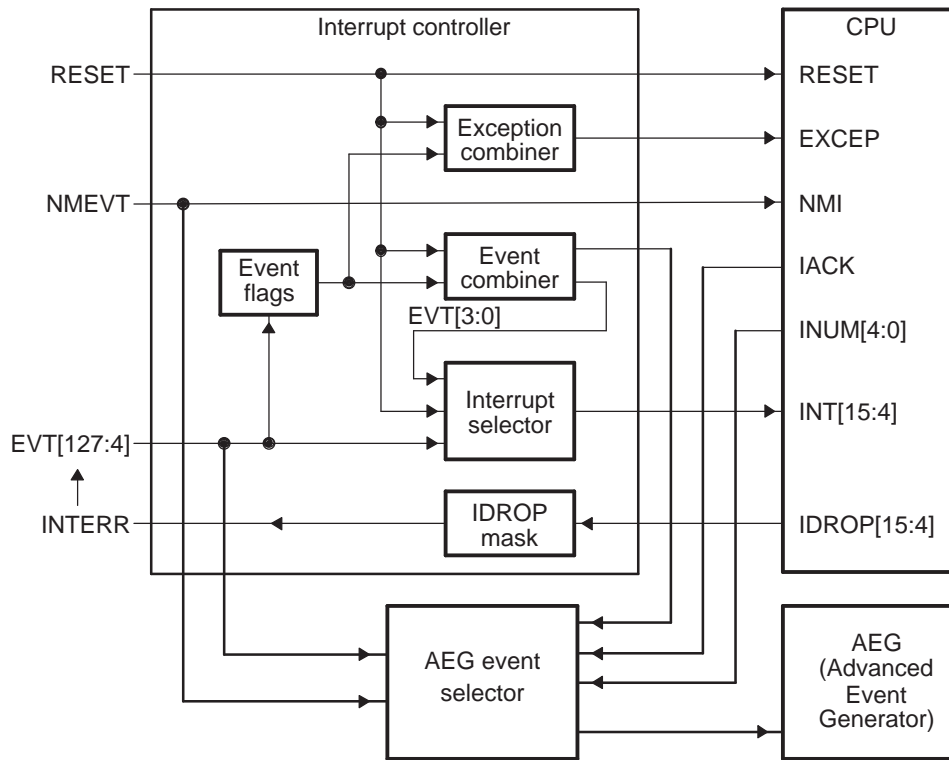 Interrupt controller
CPU
RESET
RESET
Exception
combiner
EXCEP
NMEVT
NMI
Event
flags
Event
combiner
IACK
EVT[3:0]
INUM[4:0]
Interrupt
selector
INT[15:4]
EVT[127:4]
INTERR
IDROP
mask
IDROP[15:4]
AEG event
selector
AEG
(Advanced
Event
Generator)